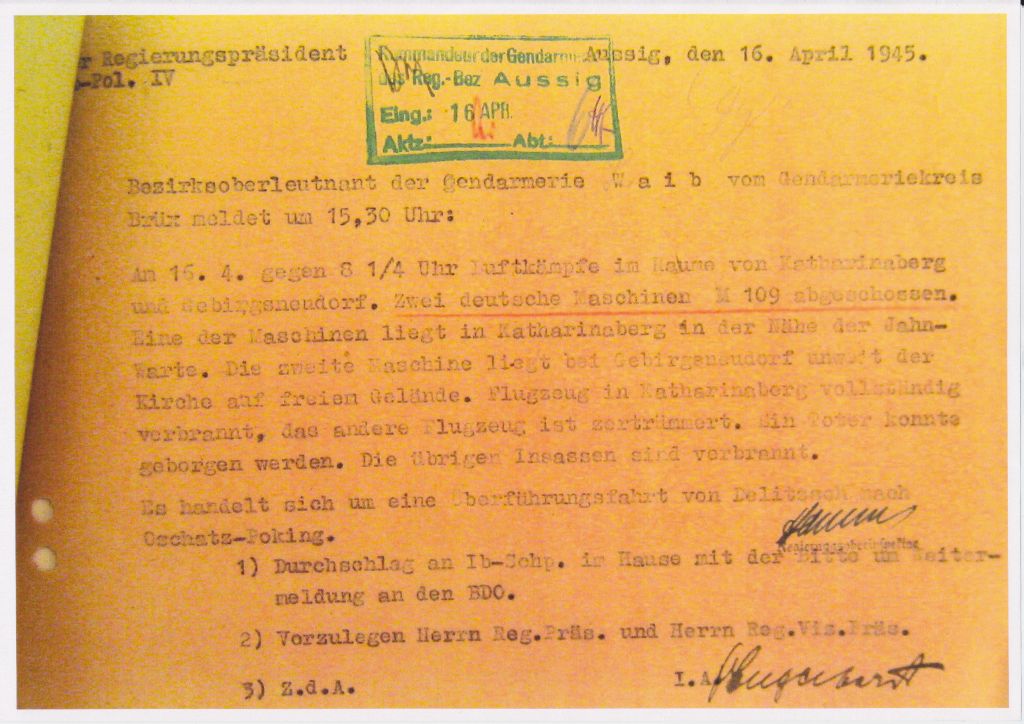 r Regierungspräsident
Aussig, den 16. April 1945.
-Pol. IV
Kommandeur der Gendarm
des Reg.-Bez Aussig
Eing.: 16 APR.
Aktz: Abt:
Bezirksoberleutnant der Gendarmerie W a i b vom Gendarmeriekreis
Brüx meldet um 15,30 Uhr:
Am 16. 4. gegen 8 1/4 Uhr Luftkämpfe im Raume von Katharinaberg
und Gebirgsneudorf. Zwei deutsche Maschinen M 109 abgeschossen.
Eine der Maschinen liegt in Katharinaberg in der Nähe der Jahn-
Warte. Die zweite Maschine liegt bei Gebirgsneudorf unweit der
Kirche auf freien Gelände. Flugzeug in Katharinaberg vollständig
verbrannt, das andere Flugzeug ist zertrümmert. Ein Toter konnte
geborgen werden. Die übrigen Insassen sind verbrannt.
Es handelt sich um eine Überführungsfahrt von Delitzsch nach
Oschatz-Poking.
1) Durchschlag an Ib-Schp. im Hause mit der Bitte um Weiter-
meldung an den BDO.
2) Vorzulegen Herrn Reg.Präs. und Herrn Reg.Viz.Präs.
3) Z.d.A.
I.A.